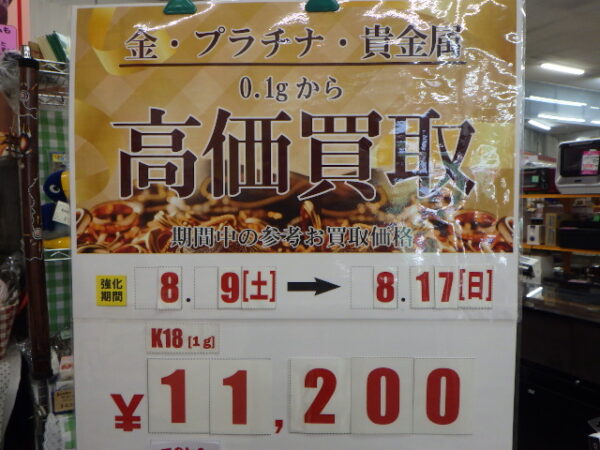 金・プラチナ・貴金属
0.1gから
高価買取
期間中の参考お買取価格
強化期間 8. 9[土] → 8. 17[日]
K18 [1g]
¥11,200